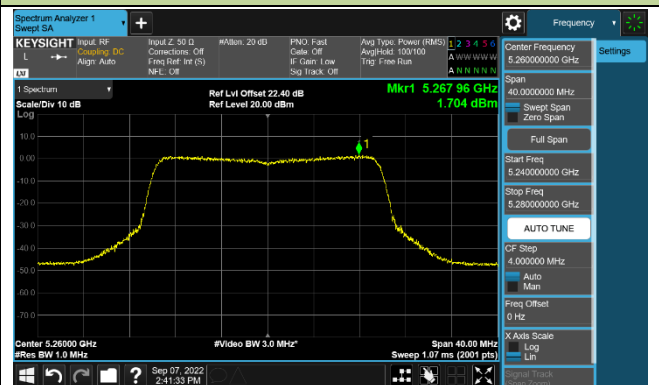 Spectrum Analyzer 1
Swept SA
+
Frequency
KEYSIGHT
L
LXI
Input: RF
Coupling: DC
Align: Auto
Input Z: 50 Ω
Corrections: Off
Freq Ref: Int (S)
NFE: Off
#Atten: 20 dB
PNO: Fast
Gate: Off
IF Gain: Low
Sig Track: Off
Avg Type: Power (RMS)
Avg|Hold: 100/100
Trig: Free Run
1 2 3 4 5 6
A W W W W W
A N N N N N
Center Frequency
5.260000000 GHz
Settings
Span
40.0000000 MHz
Swept Span
Zero Span
Full Span
Start Freq
5.240000000 GHz
Stop Freq
5.280000000 GHz
AUTO TUNE
CF Step
4.000000 MHz
Auto
Man
Freq Offset
0 Hz
X Axis Scale
Log
Lin
Signal Track
(Span Zoom)
1 Spectrum
Scale/Div 10 dB
Log
Ref Lvl Offset 22.40 dB
Ref Level 20.00 dBm
Mkr1 5.267 96 GHz
1.704 dBm
1
10.0
0.00
-10.0
-20.0
-30.0
-40.0
-50.0
-60.0
-70.0
Center 5.26000 GHz
#Res BW 1.0 MHz
#Video BW 3.0 MHz*
Span 40.00 MHz
Sweep 1.07 ms (2001 pts)
?
Sep 07, 2022
2:41:33 PM